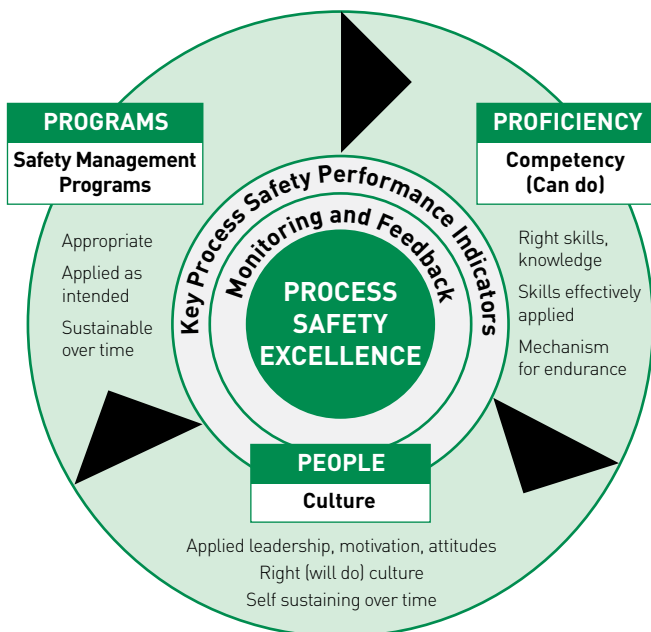 PROGRAMS
Safety Management
Programs
Appropriate
Applied as
intended
Sustainable
over time
PROFICIENCY
Competency
(Can do)
Right skills,
knowledge
Skills effectively
applied
Mechanism
for endurance
Key Process Safety Performance Indicators
Monitoring and Feedback
PROCESS
SAFETY
EXCELLENCE
PEOPLE
Culture
Applied leadership, motivation, attitudes
Right (will do) culture
Self sustaining over time